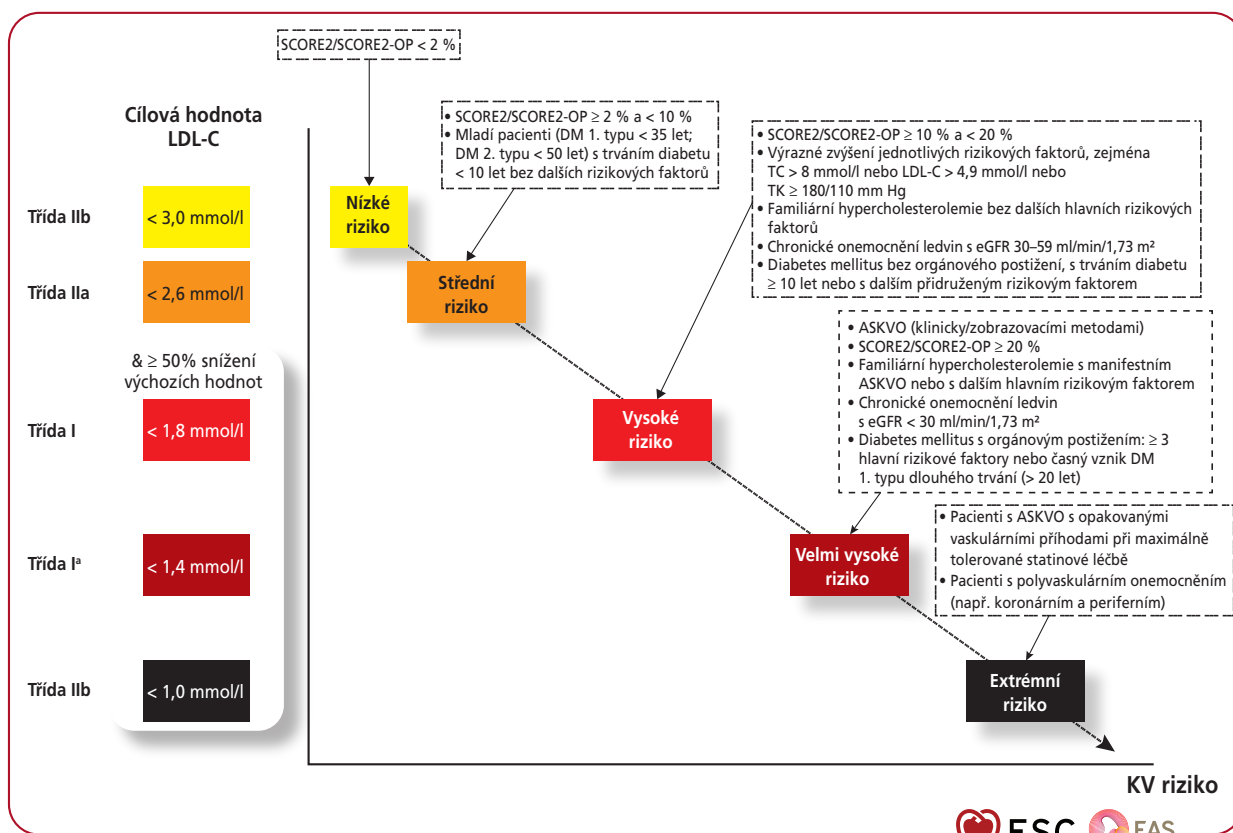 SCORE2/SCORE2-OP < 2 %
Cílová hodnota
LDL-C
• SCORE2/SCORE2-OP ≥ 2 % a < 10 %
• Mladí pacienti (DM 1. typu < 35 let;
DM 2. typu < 50 let) s trváním diabetu
< 10 let bez dalších rizikových faktorů
• SCORE2/SCORE2-OP ≥ 10 % a < 20 %
• Výrazné zvýšení jednotlivých rizikových faktorů, zejména
TC > 8 mmol/l nebo LDL-C > 4,9 mmol/l nebo
TK ≥ 180/110 mm Hg
• Familiární hypercholesterolemie bez dalších hlavních rizikových
faktorů
• Chronické onemocnění ledvin s eGFR 30–59 ml/min/1,73 m²
• Diabetes mellitus bez orgánového postižení, s trváním diabetu
≥ 10 let nebo s dalším přidruženým rizikovým faktorem
Třída IIb
< 3,0 mmol/l
Nízké
riziko
Třída IIa
< 2,6 mmol/l
Střední
riziko
& ≥ 50% snížení
výchozích hodnot
• ASKVO (klinicky/zobrazovacími metodami)
• SCORE2/SCORE2-OP ≥ 20 %
• Familiární hypercholesterolemie s manifestním
ASKVO nebo s dalším hlavním rizikovým faktorem
• Chronické onemocnění ledvin
s eGFR < 30 ml/min/1,73 m²
• Diabetes mellitus s orgánovým postižením: ≥ 3
hlavní rizikové faktory nebo časný vznik DM
1. typu dlouhého trvání (> 20 let)
Třída I
< 1,8 mmol/l
Vysoké
riziko
• Pacienti s ASKVO s opakovanými
vaskulárními příhodami při maximálně
tolerované statinové léčbě
• Pacienti s polyvaskulárním onemocněním
(např. koronárním a periferním)
Třída Iᵃ
< 1,4 mmol/l
Velmi vysoké
riziko
Třída IIb
< 1,0 mmol/l
Extrémní
riziko
KV riziko
ESC
EAS